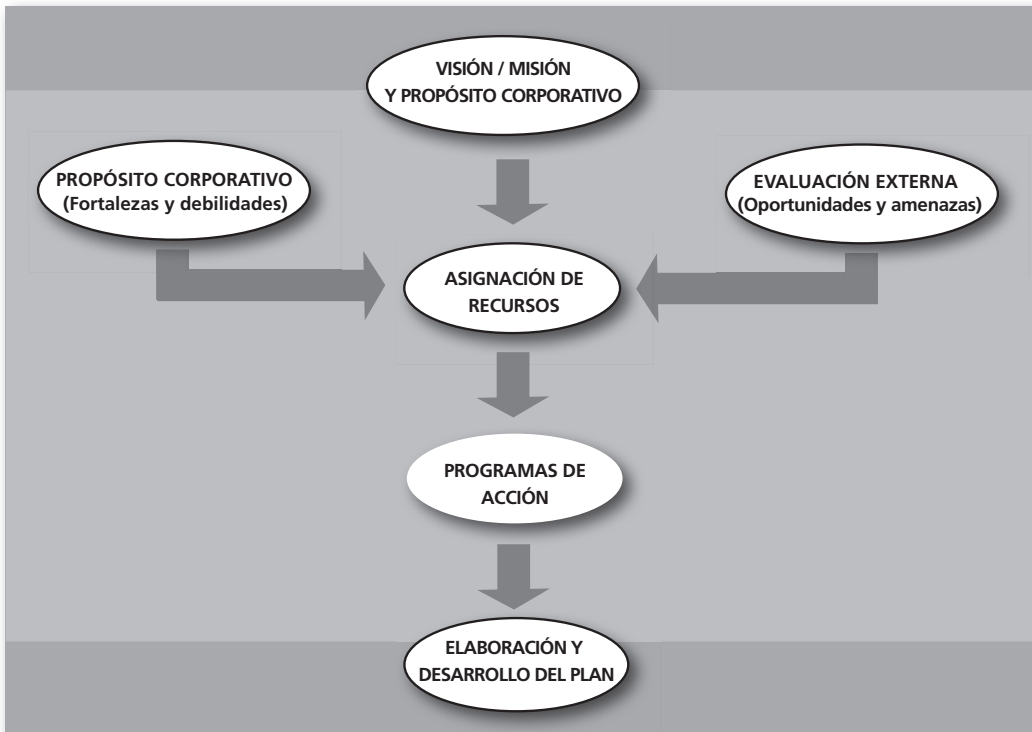 VISIÓN / MISIÓN
Y PROPÓSITO CORPORATIVO
PROPÓSITO CORPORATIVO
(Fortalezas y debilidades)
EVALUACIÓN EXTERNA
(Oportunidades y amenazas)
ASIGNACIÓN DE
RECURSOS
PROGRAMAS DE
ACCIÓN
ELABORACIÓN Y
DESARROLLO DEL PLAN